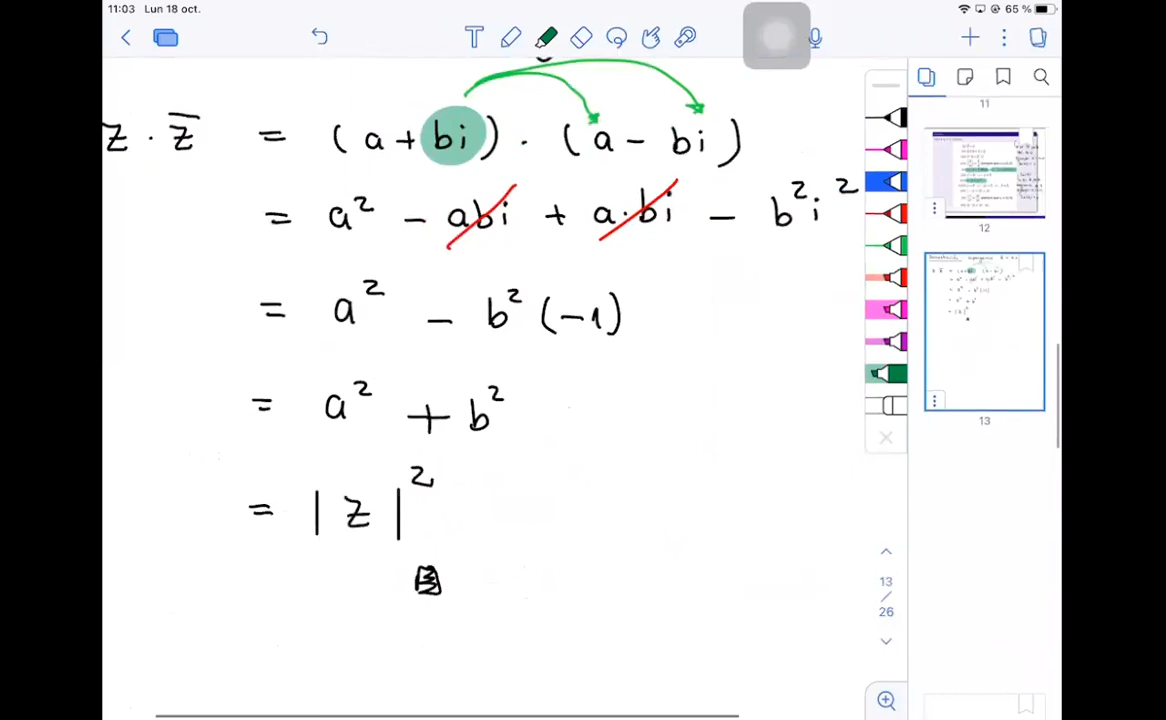 11:03 Lun 18 oct.
65 %
z · z̅ = (a + bi) · (a − bi)
= a² − abi + a·bi − b²i²
= a² − b²(−1)
= a² + b²
= |z|²
11
12
13
13
/
26